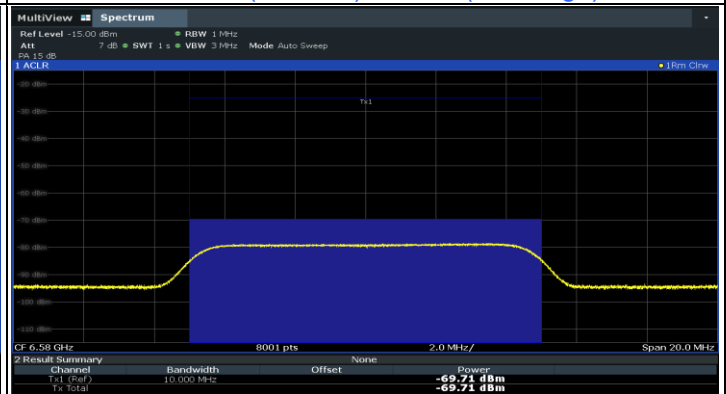 MultiView Spectrum
Ref Level -15.00 dBm RBW 1 MHz
Att 7 dB SWT 1 s VBW 3 MHz Mode Auto Sweep
PA 15 dB
1 ACLR 1Rm Clrw
-20 dBm
Tx1
-30 dBm
-40 dBm
-50 dBm
-60 dBm
-70 dBm
-80 dBm
-90 dBm
-100 dBm
-110 dBm
CF 6.58 GHz 8001 pts 2.0 MHz/ Span 20.0 MHz
2 Result Summary None
Channel Bandwidth Offset Power
Tx1 (Ref) 10.000 MHz -69.71 dBm
Tx Total -69.71 dBm